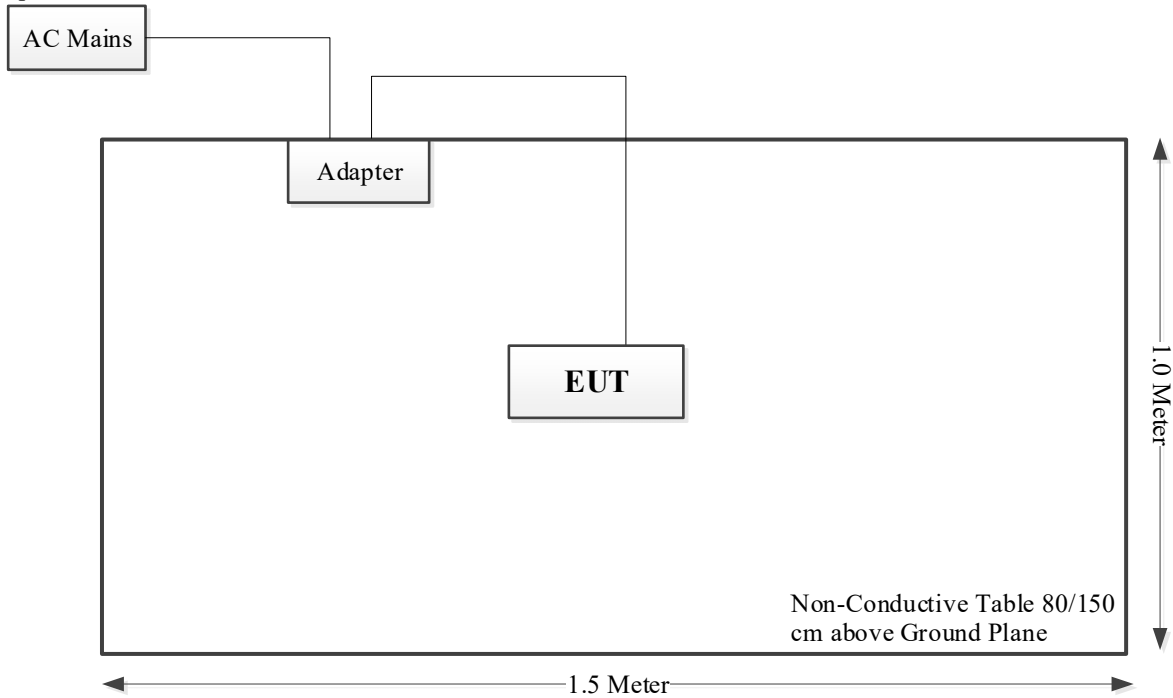 AC Mains
Adapter
EUT
1.0 Meter
Non-Conductive Table 80/150
cm above Ground Plane
1.5 Meter